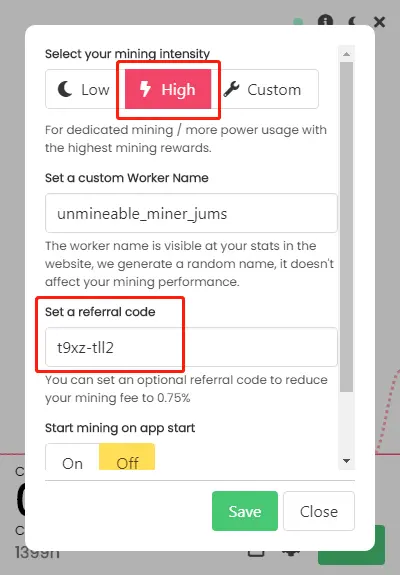 Select your mining intensity
Low
High
Custom
For dedicated mining / more power usage with
the highest mining rewards.
Set a custom Worker Name
unmineable_miner_jums
The worker name is visible at your stats in the
website, we generate a random name, it doesn't
affect your mining performance.
Set a referral code
t9xz-tll2
You can set an optional referral code to reduce
your mining fee to 0.75%
Start mining on app start
On
Off
Save
Close